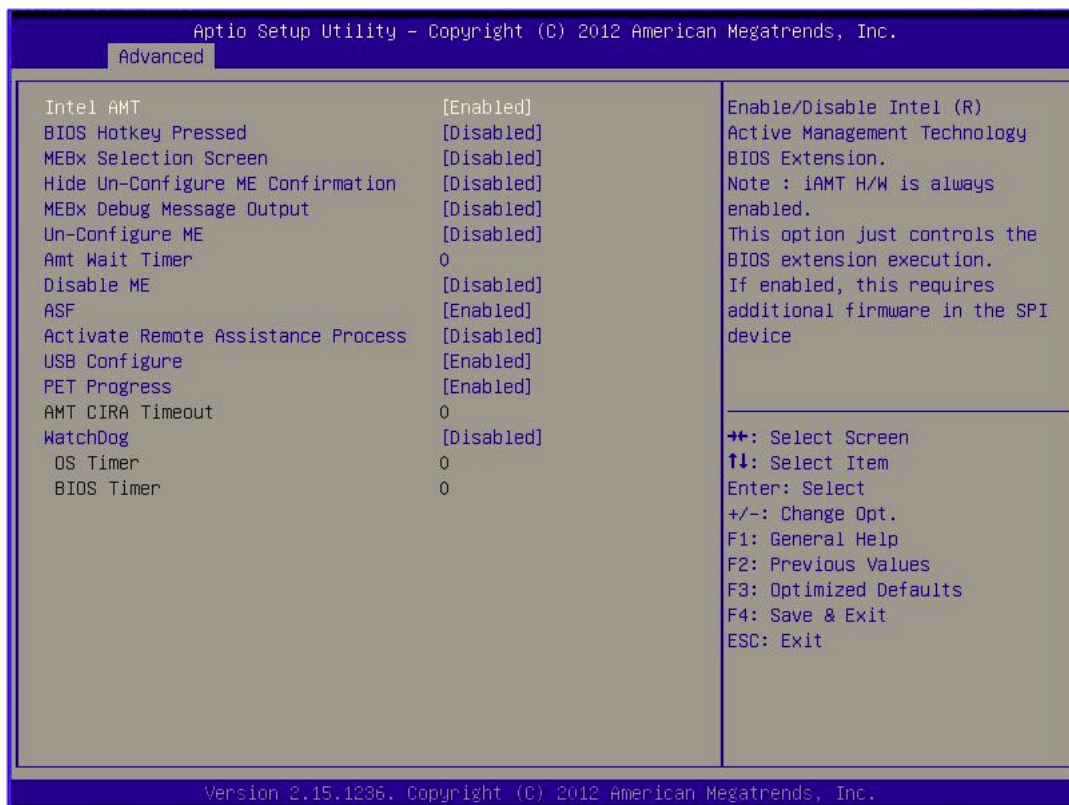 Aptio Setup Utility – Copyright (C) 2012 American Megatrends, Inc.
Advanced
Intel AMT [Enabled]
BIOS Hotkey Pressed [Disabled]
MEBx Selection Screen [Disabled]
Hide Un-Configure ME Confirmation [Disabled]
MEBx Debug Message Output [Disabled]
Un-Configure ME [Disabled]
Amt Wait Timer 0
Disable ME [Disabled]
ASF [Enabled]
Activate Remote Assistance Process [Disabled]
USB Configure [Enabled]
PET Progress [Enabled]
AMT CIRA Timeout 0
WatchDog [Disabled]
OS Timer 0
BIOS Timer 0
Enable/Disable Intel (R)
Active Management Technology
BIOS Extension.
Note : iAMT H/W is always
enabled.
This option just controls the
BIOS extension execution.
If enabled, this requires
additional firmware in the SPI
device
→←: Select Screen
↑↓: Select Item
Enter: Select
+/-: Change Opt.
F1: General Help
F2: Previous Values
F3: Optimized Defaults
F4: Save & Exit
ESC: Exit
Version 2.15.1236. Copyright (C) 2012 American Megatrends, Inc.